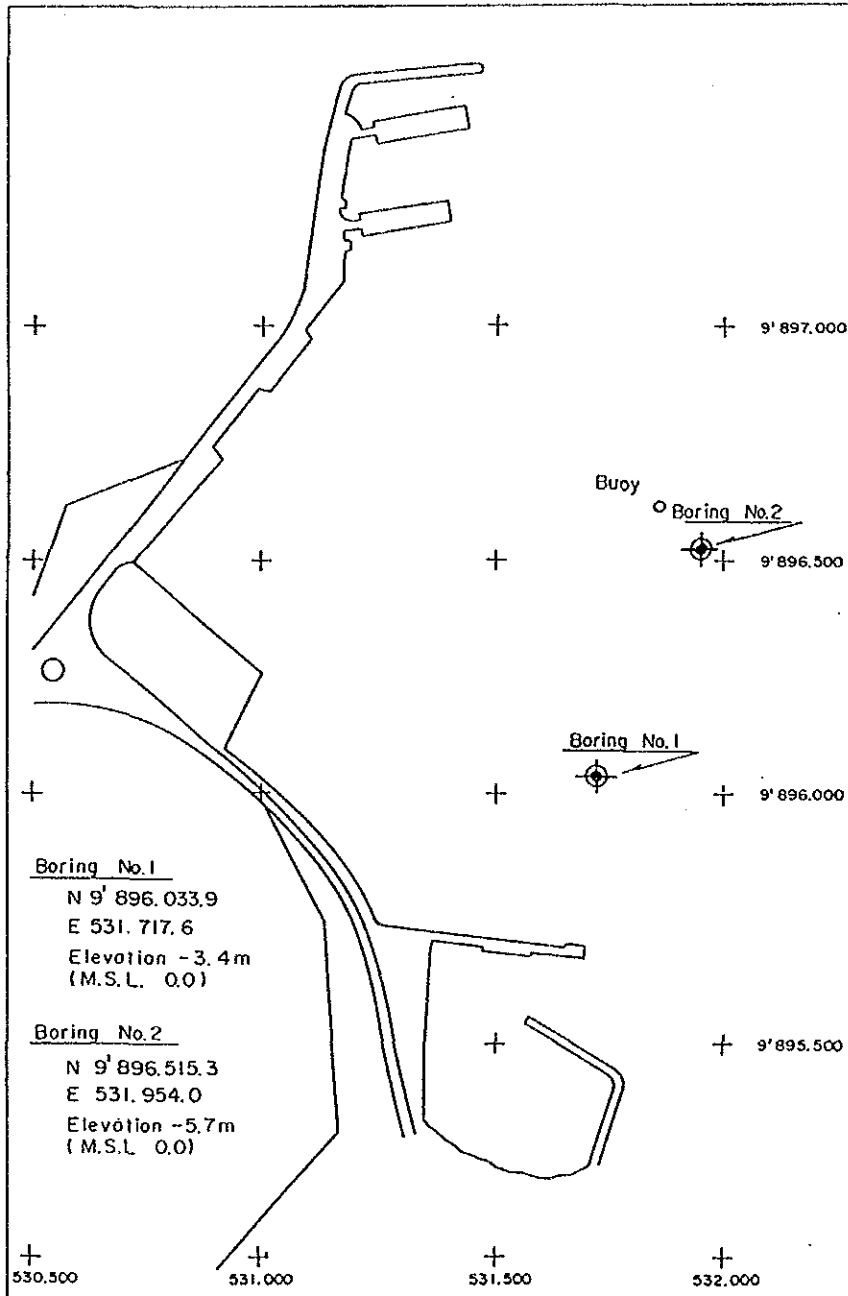 9'897.000
Buoy
Boring No.2
9'896.500
Boring No.1
9'896.000
Boring No.1
N 9'896.033.9
E 531.717.6
Elevation -3.4m
(M.S.L. 0.0)
Boring No.2
N 9'896.515.3
E 531.954.0
Elevation -5.7m
(M.S.L 0.0)
9'895.500
530.500
531.000
531.500
532.000